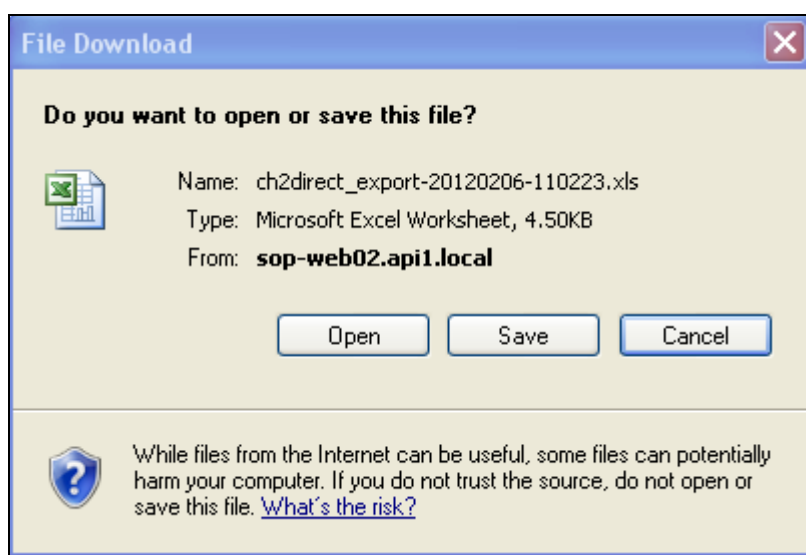 File Download
Do you want to open or save this file?
Name: ch2direct_export-20120206-110223.xls
Type: Microsoft Excel Worksheet, 4.50KB
From: sop-web02.api1.local
Open Save Cancel
While files from the Internet can be useful, some files can potentially
harm your computer. If you do not trust the source, do not open or
save this file. What's the risk?